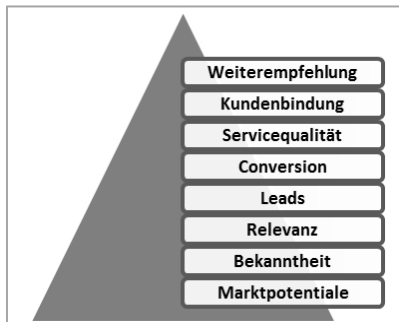 Weiterempfehlung
Kundenbindung
Servicequalität
Conversion
Leads
Relevanz
Bekanntheit
Marktpotentiale